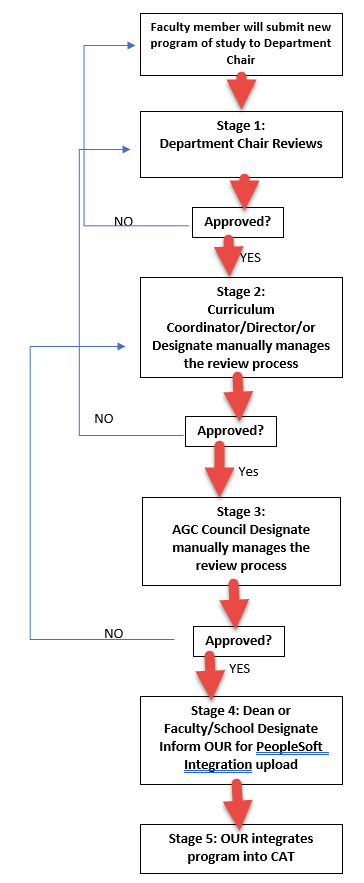 Faculty member will submit new
program of study to Department
Chair
Stage 1:
Department Chair Reviews
Approved?
NO
YES
Stage 2:
Curriculum
Coordinator/Director/or
Designate manually manages
the review process
Approved?
NO
Yes
Stage 3:
AGC Council Designate
manually manages the
review process
Approved?
NO
YES
Stage 4: Dean or
Faculty/School Designate
Inform OUR for PeopleSoft
Integration upload
Stage 5: OUR integrates
program into CAT